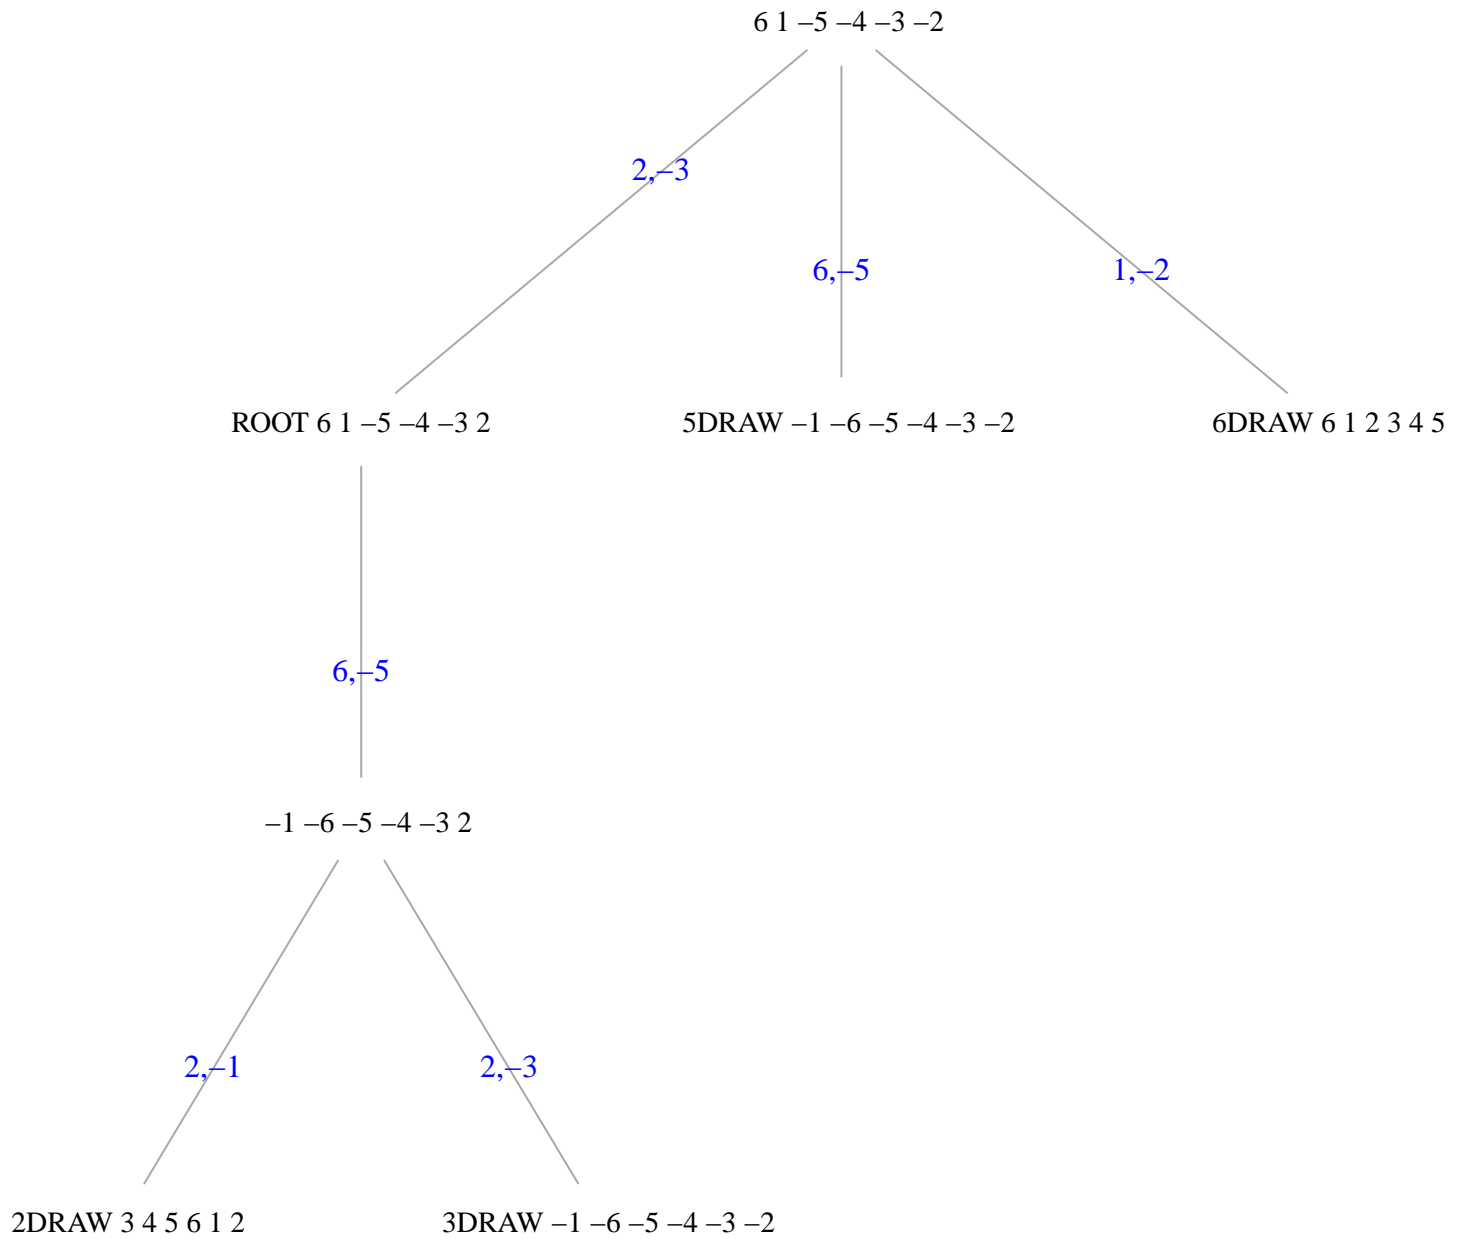 6 1 –5 –4 –3 –2
2,–3
6,–5
1,–2
ROOT 6 1 –5 –4 –3 2
5DRAW –1 –6 –5 –4 –3 –2
6DRAW 6 1 2 3 4 5
6,–5
–1 –6 –5 –4 –3 2
2,–1
2,–3
2DRAW 3 4 5 6 1 2
3DRAW –1 –6 –5 –4 –3 –2